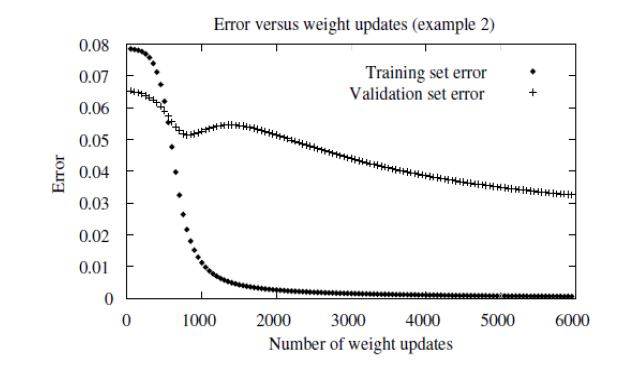 Error versus weight updates (example 2)
0.08
0.07
0.06
0.05
0.04
0.03
0.02
0.01
0
Error
Training set error
Validation set error
0 1000 2000 3000 4000 5000 6000
Number of weight updates